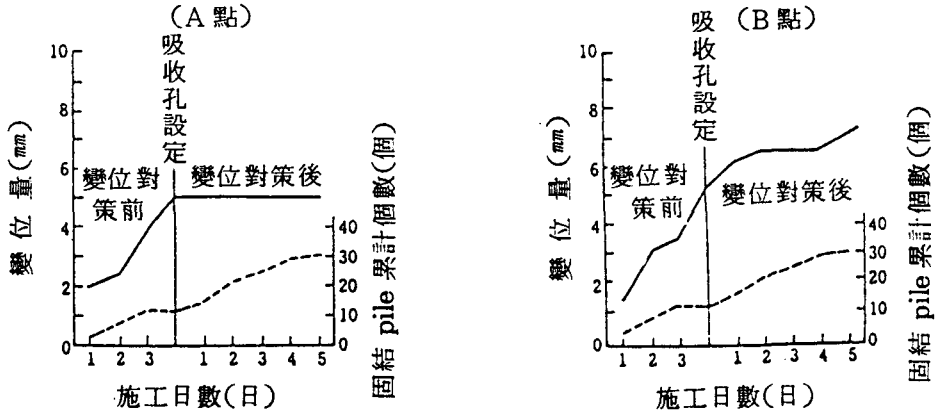 (A點)
吸收孔設定
變位量(mm)
10
8
6
4
2
0
變位對
策前
變位對策後
40
30
20
10
0
固結 pile 累計個數(個)
1 2 3 1 2 3 4 5
施工日數(日)
(B點)
吸收孔設定
變位量(mm)
10
8
6
4
2
0
變位對
策前
變位對策後
40
30
20
10
0
固結 pile 累計個數(個)
1 2 3 1 2 3 4 5
施工日數(日)